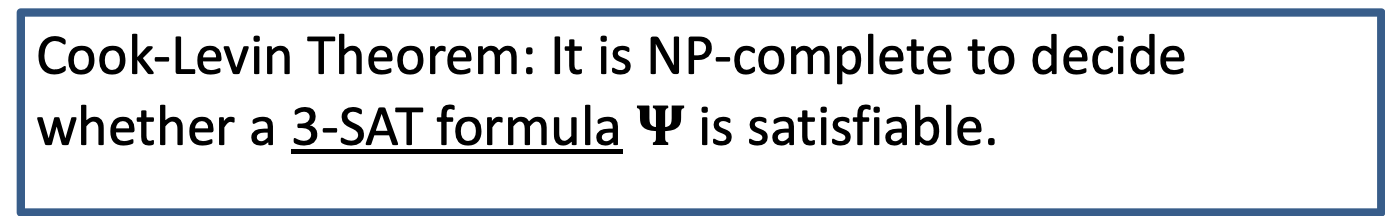 Cook-Levin Theorem: It is NP-complete to decide
whether a 3-SAT formula Ψ is satisfiable.